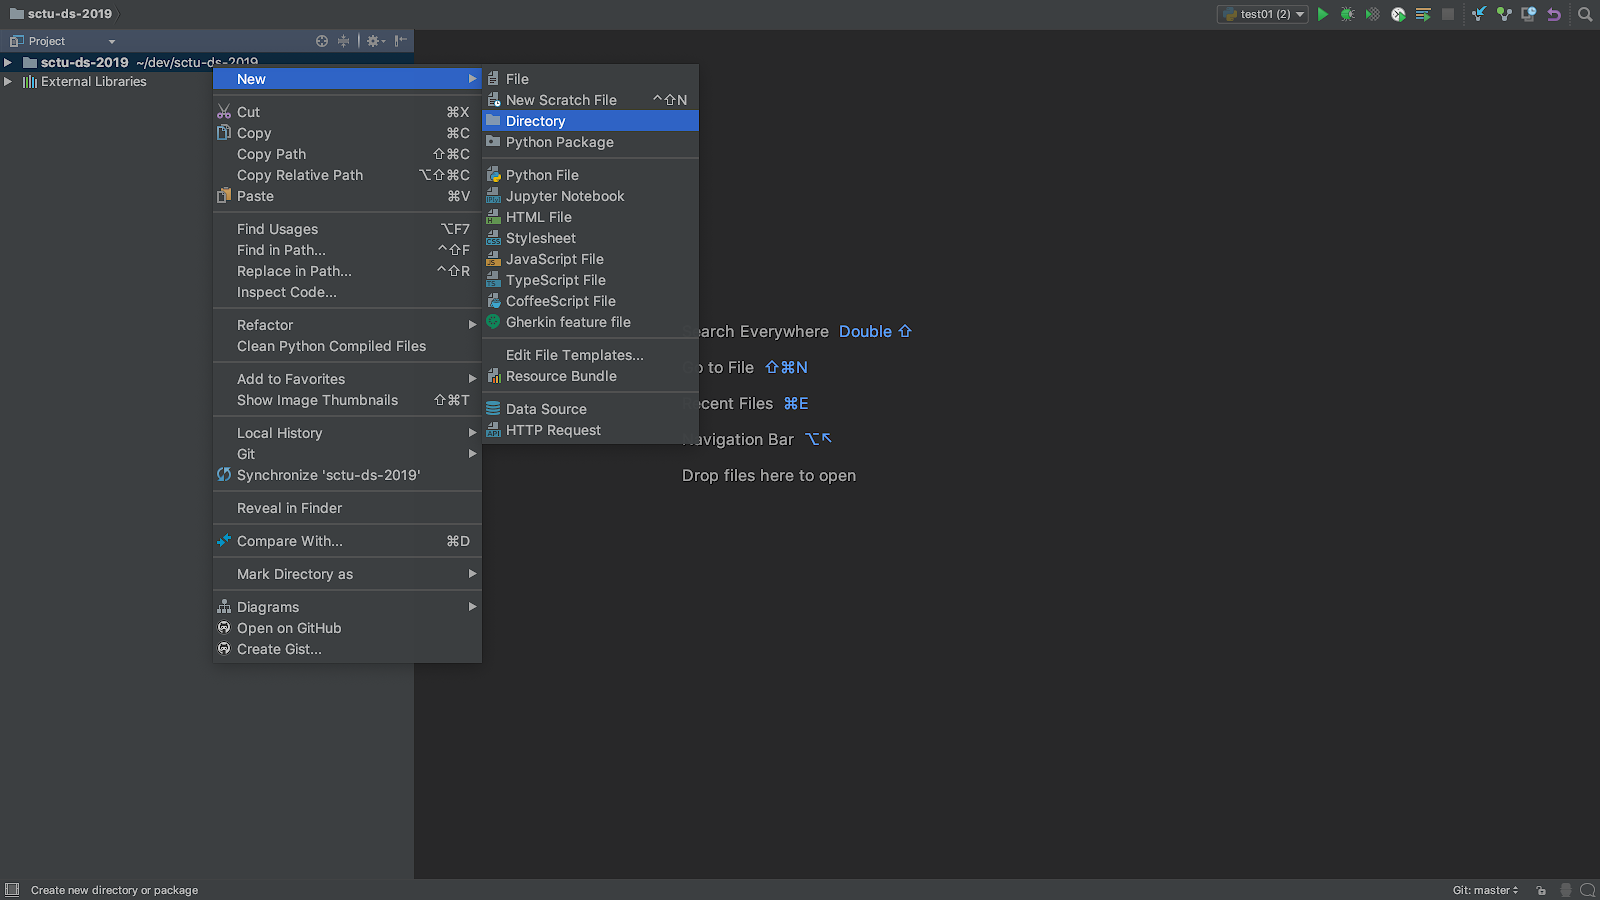 sctu-ds-2019
test01 (2)
Project
sctu-ds-2019 ~/dev/sctu-ds-2019
External Libraries
New
Cut ⌘X
Copy ⌘C
Copy Path ⇧⌘C
Copy Relative Path ⌥⇧⌘C
Paste ⌘V
Find Usages ⌥F7
Find in Path... ^⇧F
Replace in Path... ^⇧R
Inspect Code...
Refactor
Clean Python Compiled Files
Add to Favorites
Show Image Thumbnails ⇧⌘T
Local History
Git
Synchronize 'sctu-ds-2019'
Reveal in Finder
Compare With... ⌘D
Mark Directory as
Diagrams
Open on GitHub
Create Gist...
File
New Scratch File ^⇧N
Directory
Python Package
Python File
Jupyter Notebook
HTML File
Stylesheet
JavaScript File
TypeScript File
CoffeeScript File
Gherkin feature file
Edit File Templates...
Resource Bundle
Data Source
HTTP Request
earch Everywhere Double ⇧
o to File ⇧⌘N
ecent Files ⌘E
avigation Bar ⌥↖
Drop files here to open
Create new directory or package
Git: master